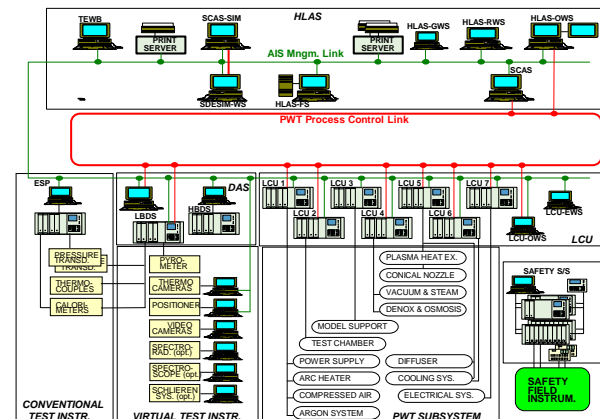 HLAS
TEWB
PRINT
SERVER
SCAS-SIM
PRINT
SERVER
HLAS-GWS
HLAS-RWS
HLAS-OWS
AIS Mngm. Link
SDESIM-WS
HLAS-FS
SCAS
PWT Process Control Link
ESP
DAS
LBDS
HBDS
LCU 1
LCU 3
LCU 5
LCU 7
LCU 2
LCU 4
LCU 6
LCU-OWS
LCU-EWS
LCU
PRESSURE
TRANSD.
TRANSD.
THERMO-
COUPLES
CALORI-
METERS
PYRO-
METER
THERMO
CAMERAS
POSITIONER
VIDEO
CAMERAS
SPECTRO-
RAD. (opt.)
SPECTRO-
SCOPE (opt.)
SCHLIEREN
SYS. (opt.)
PLASMA HEAT EX.
CONICAL NOZZLE
VACUUM & STEAM
DENOX & OSMOSIS
MODEL SUPPORT
TEST CHAMBER
POWER SUPPLY
ARC HEATER
COMPRESSED AIR
ARGON SYSTEM
DIFFUSER
COOLING SYS.
ELECTRICAL SYS.
SAFETY S/S
SAFETY
FIELD
INSTRUM.
CONVENTIONAL
TEST INSTR.
VIRTUAL TEST INSTR.
PWT SUBSYSTEM